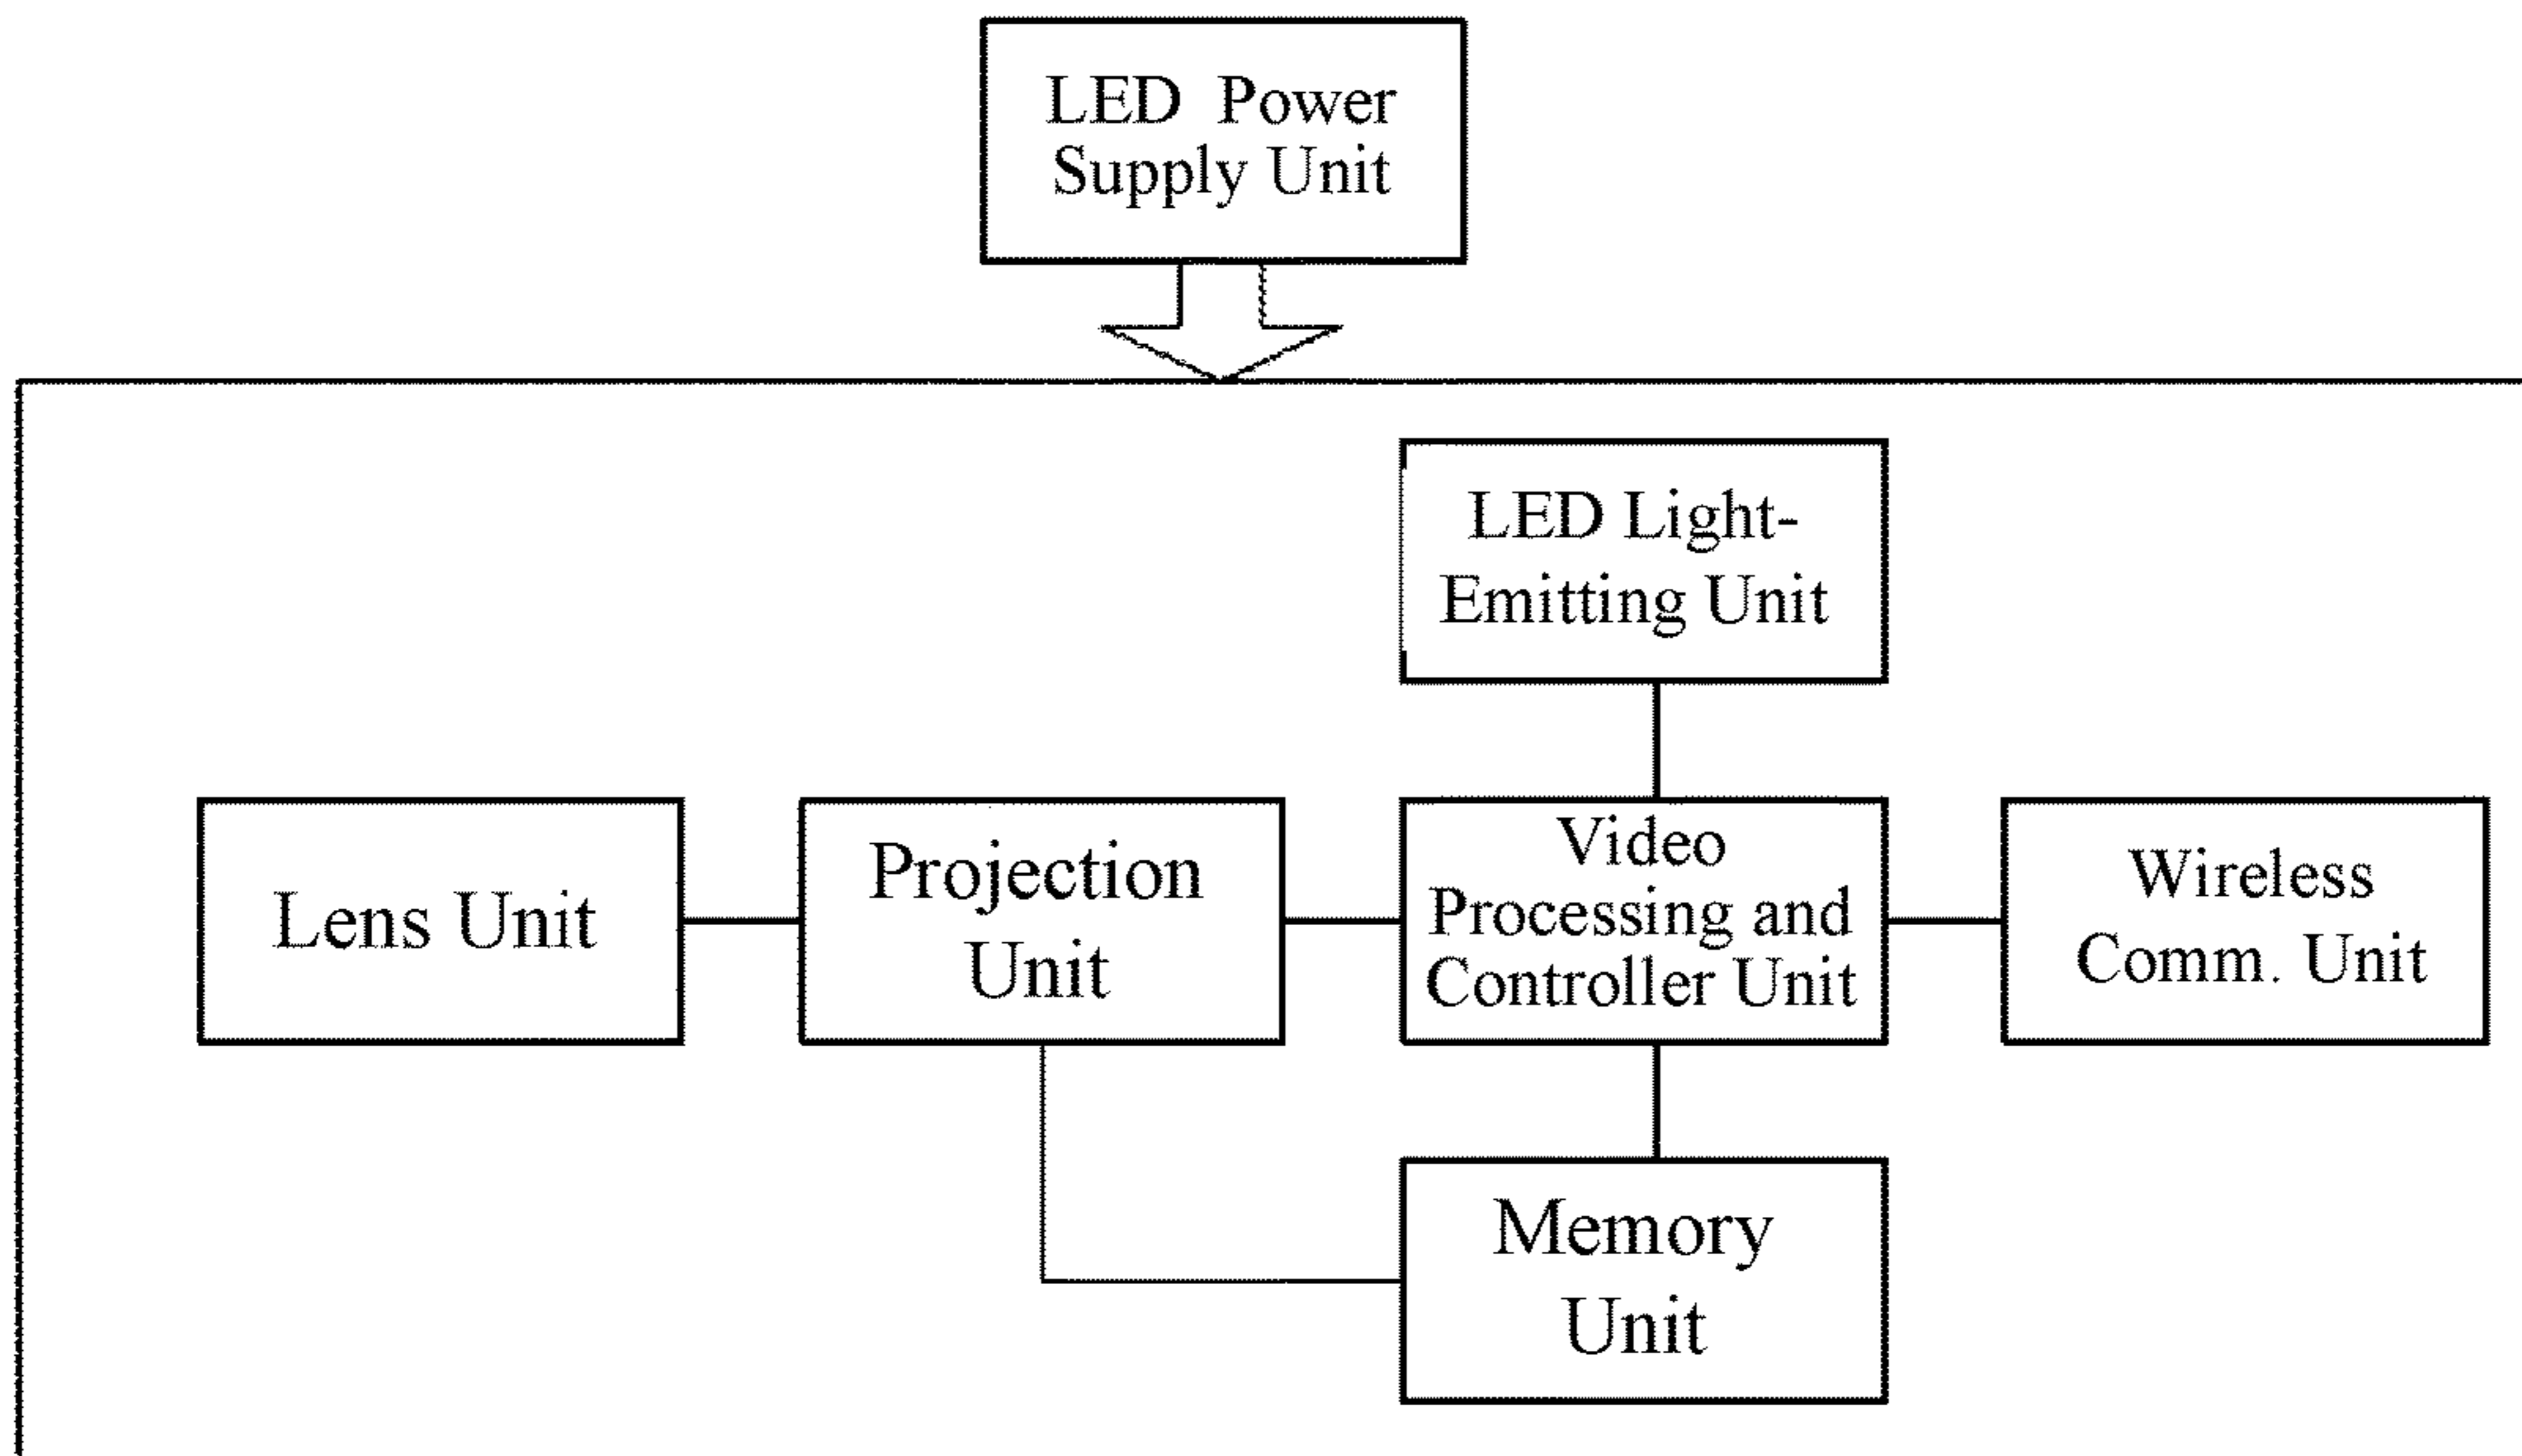 LED Power
Supply Unit
LED Light-
Emitting Unit
Lens Unit
Projection
Unit
Video
Processing and
Controller Unit
Wireless
Comm. Unit
Memory
Unit